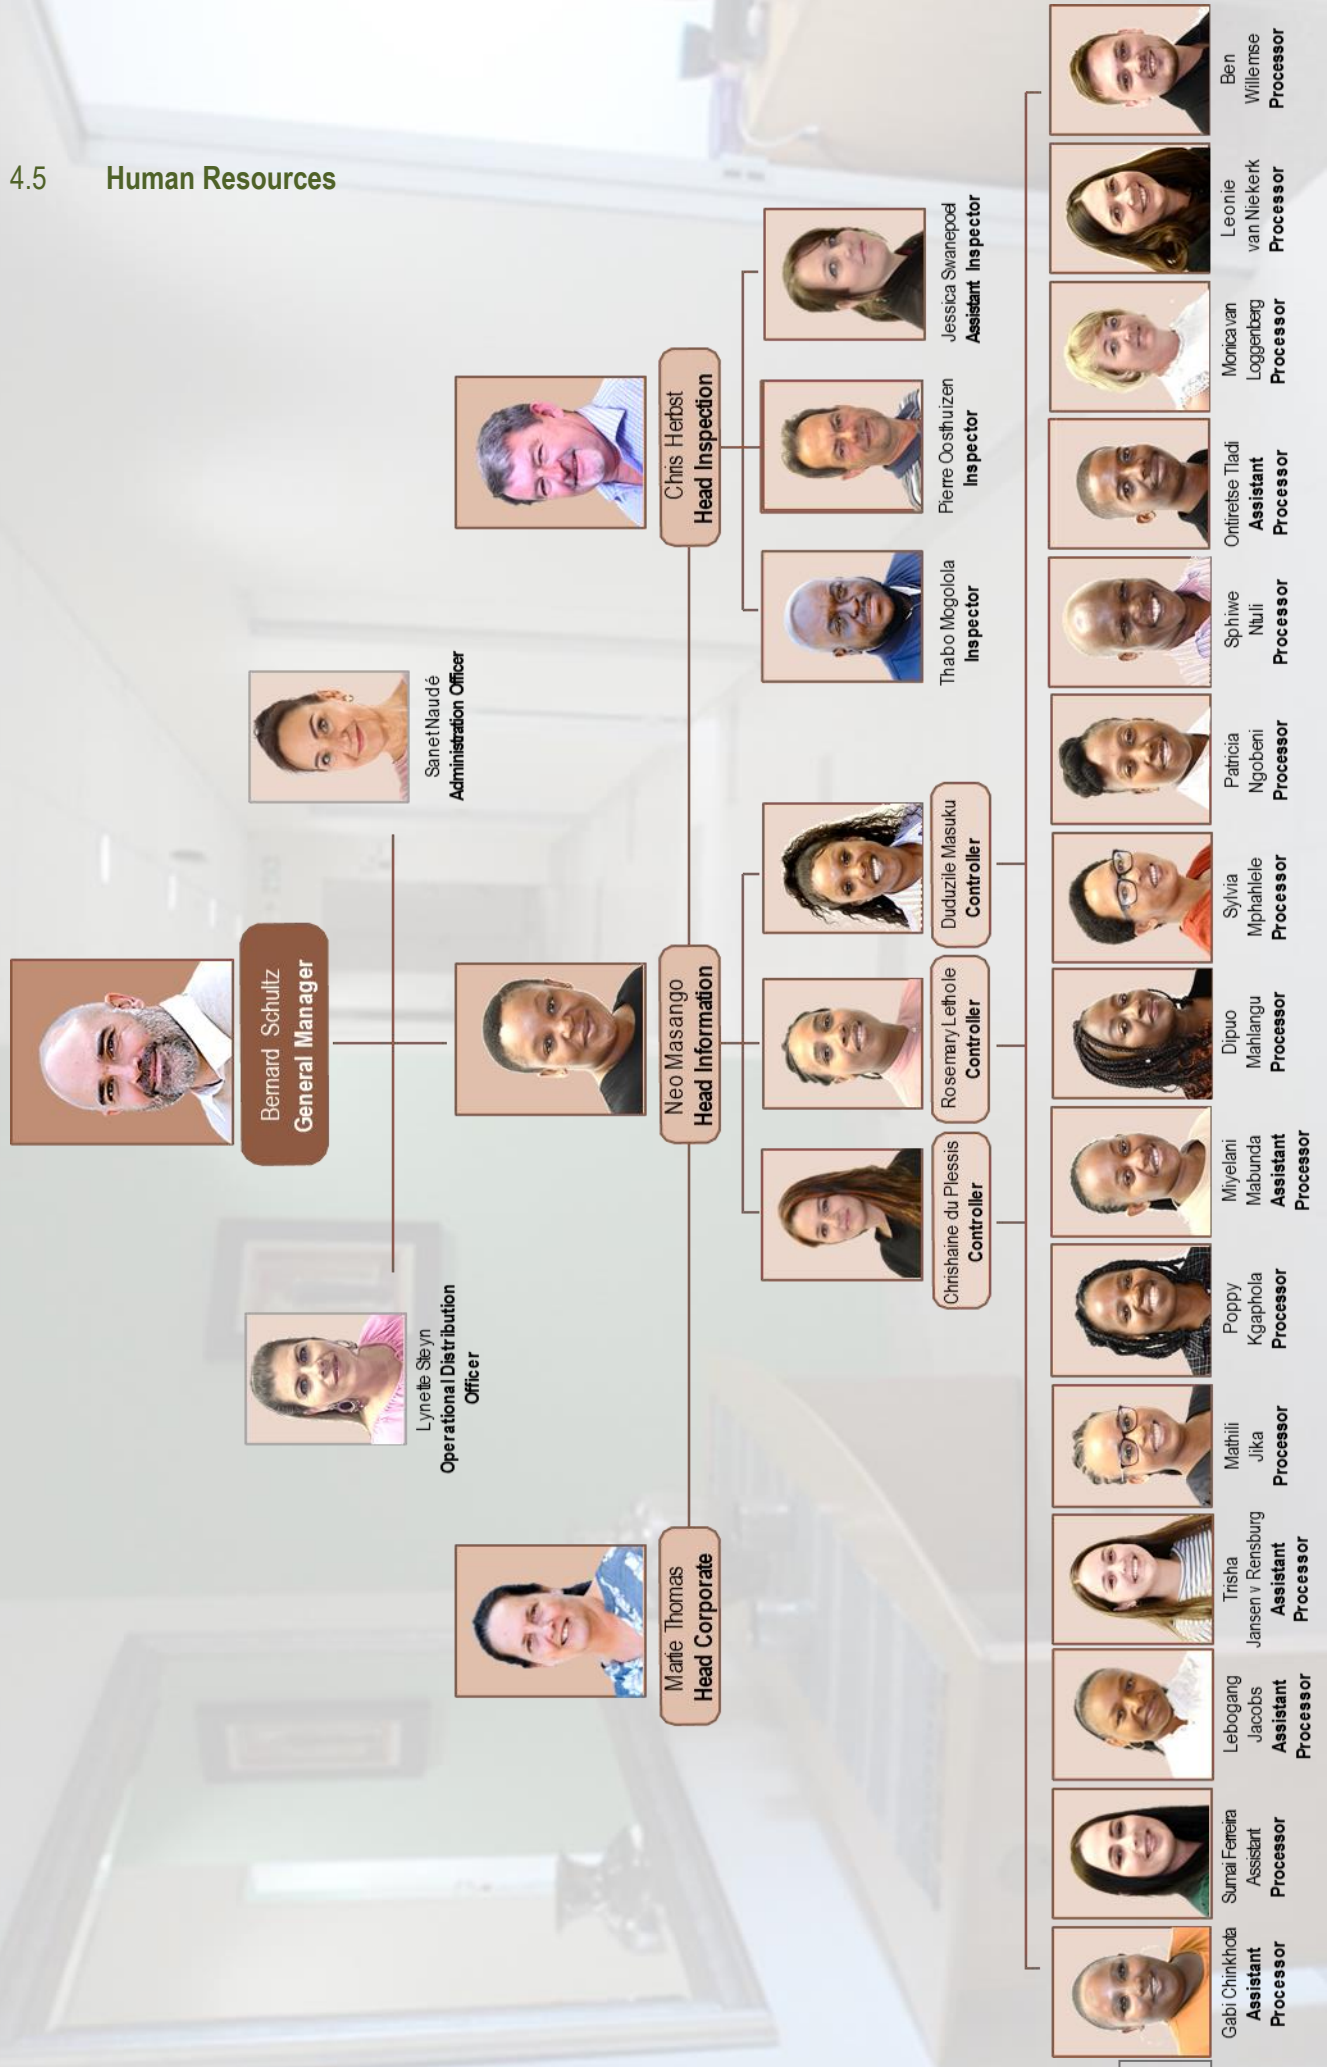 4.5 Human Resources
Bernard Schultz
General Manager
Lynette Steyn
Operational Distribution
Officer
Sanet Naudé
Administration Officer
Martie Thomas
Head Corporate
Neo Masango
Head Information
Chris Herbst
Head Inspection
Chrishaine du Plessis
Controller
Rosemary Lethole
Controller
Duduzile Masuku
Controller
Thabo Mogolola
Inspector
Pierre Oosthuizen
Inspector
Jessica Swanepoel
Assistant Inspector
Gabi Chinkhota
Assistant
Processor
Sumai Ferreira
Assistant
Processor
Lebogang
Jacobs
Assistant
Processor
Trisha
Jansen v Rensburg
Assistant
Processor
Mathili
Jika
Processor
Poppy
Kgaphola
Processor
Miyelani
Mabunda
Assistant
Processor
Dipuo
Mahlangu
Processor
Sylvia
Mphahlele
Processor
Patricia
Ngobeni
Processor
Sphiwe
Ntuli
Processor
Ontiretse Tladi
Assistant
Processor
Monica van
Loggenberg
Processor
Leonie
van Niekerk
Processor
Ben
Willemse
Processor